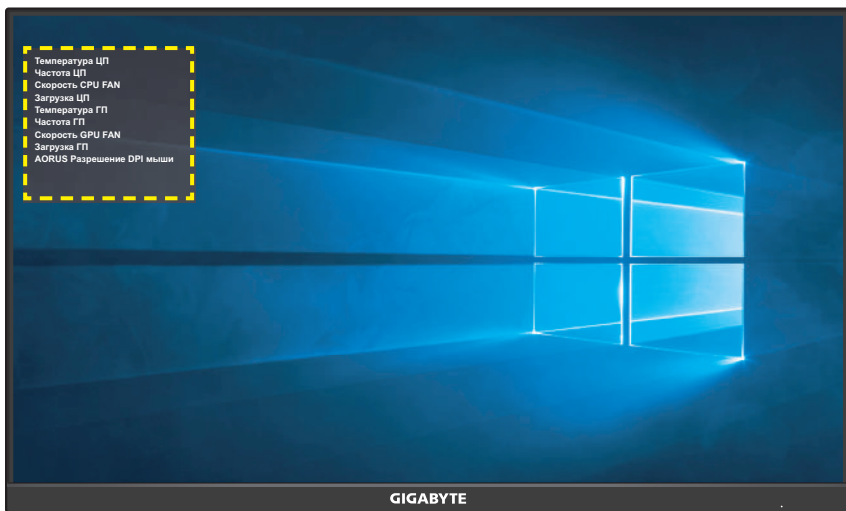 Температура ЦП
Частота ЦП
Скорость CPU FAN
Загрузка ЦП
Температура ГП
Частота ГП
Скорость GPU FAN
Загрузка ГП
AORUS Разрешение DPI мыши
GIGABYTE